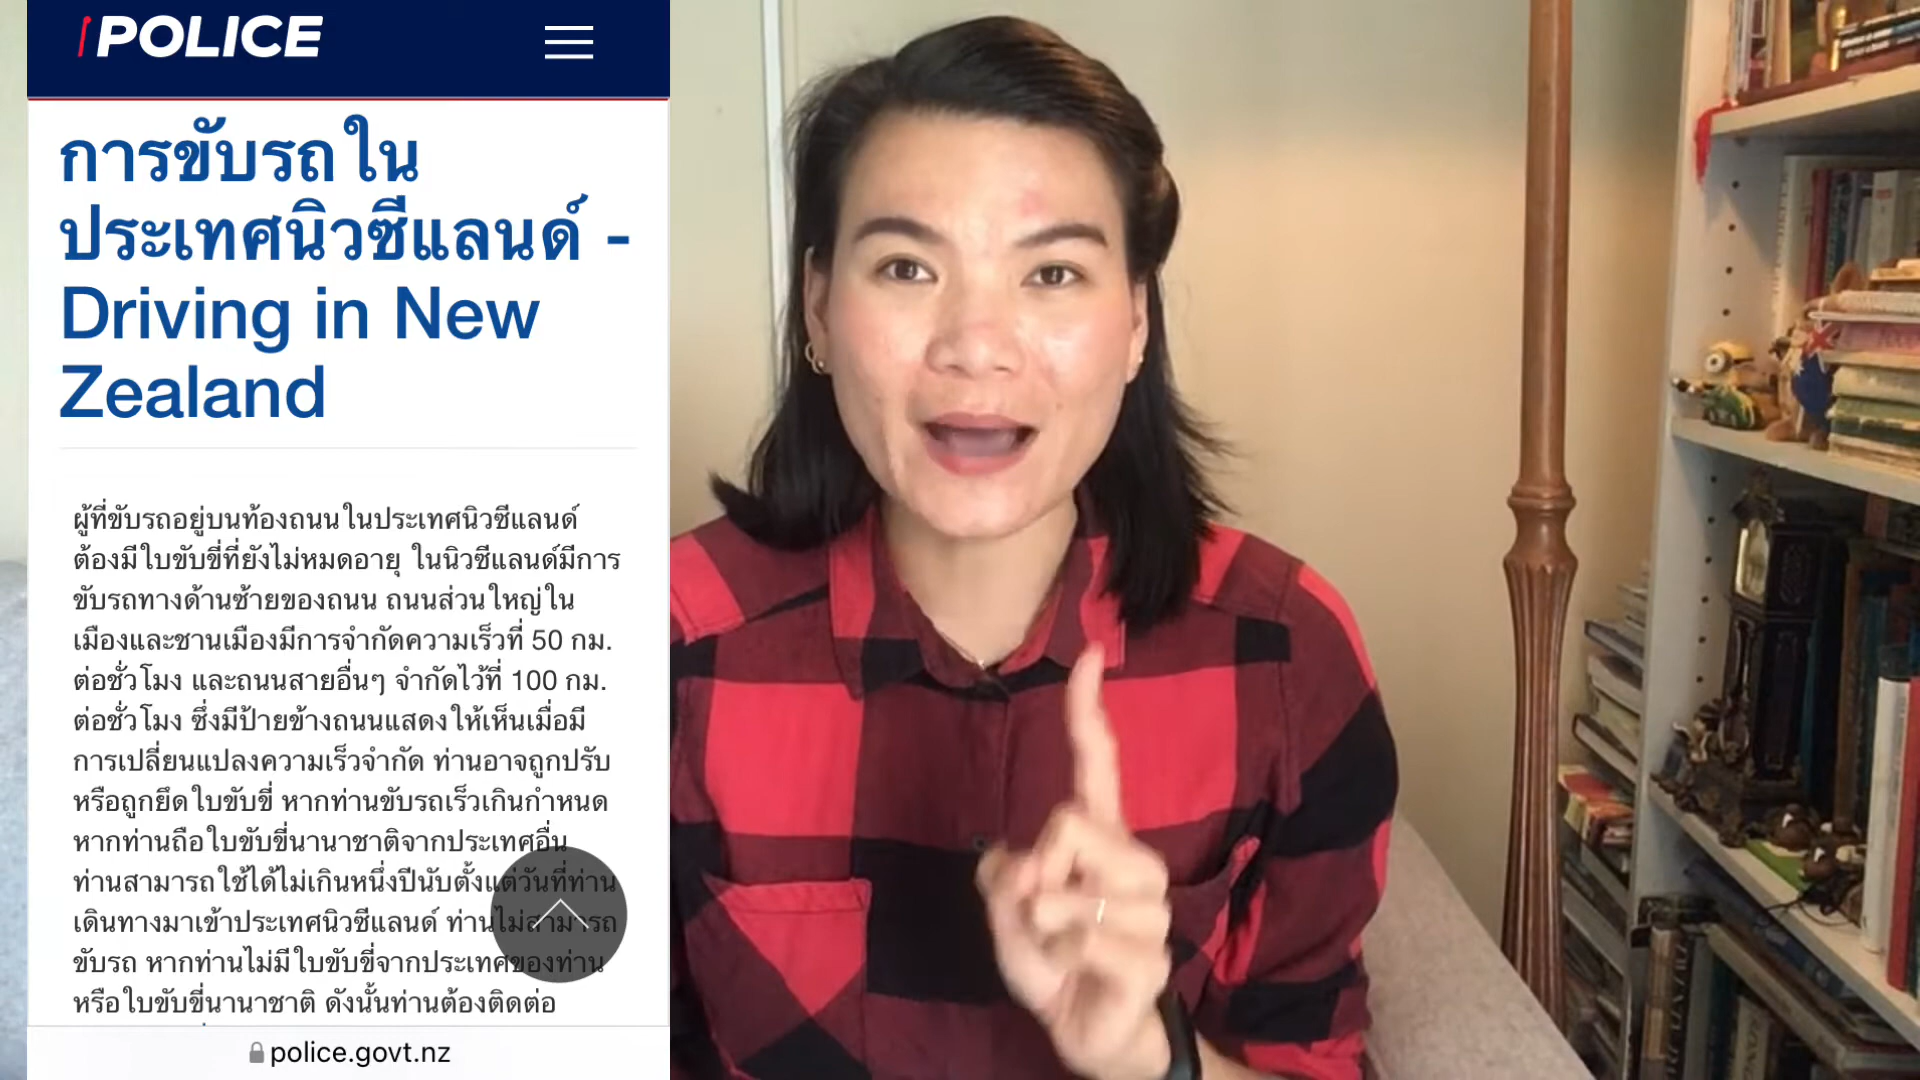 POLICE
การขับรถใน
ประเทศนิวซีแลนด์ -
Driving in New
Zealand
ผู้ที่ขับรถอยู่บนท้องถนนในประเทศนิวซีแลนด์
ต้องมีใบขับขี่ที่ยังไม่หมดอายุ ในนิวซีแลนด์มีการ
ขับรถทางด้านซ้ายของถนน ถนนส่วนใหญ่ใน
เมืองและชานเมืองมีการจำกัดความเร็วที่ 50 กม.
ต่อชั่วโมง และถนนสายอื่นๆ จำกัดไว้ที่ 100 กม.
ต่อชั่วโมง ซึ่งมีป้ายข้างถนนแสดงให้เห็นเมื่อมี
การเปลี่ยนแปลงความเร็วจำกัด ท่านอาจถูกปรับ
หรือถูกยึดใบขับขี่ หากท่านขับรถเร็วเกินกำหนด
หากท่านถือใบขับขี่นานาชาติจากประเทศอื่น
ท่านสามารถใช้ได้ไม่เกินหนึ่งปีนับตั้งแต่วันที่ท่าน
เดินทางมาเข้าประเทศนิวซีแลนด์ ท่านไม่สามารถ
ขับรถ หากท่านไม่มีใบขับขี่จากประเทศของท่าน
หรือใบขับขี่นานาชาติ ดังนั้นท่านต้องติดต่อ
police.govt.nz